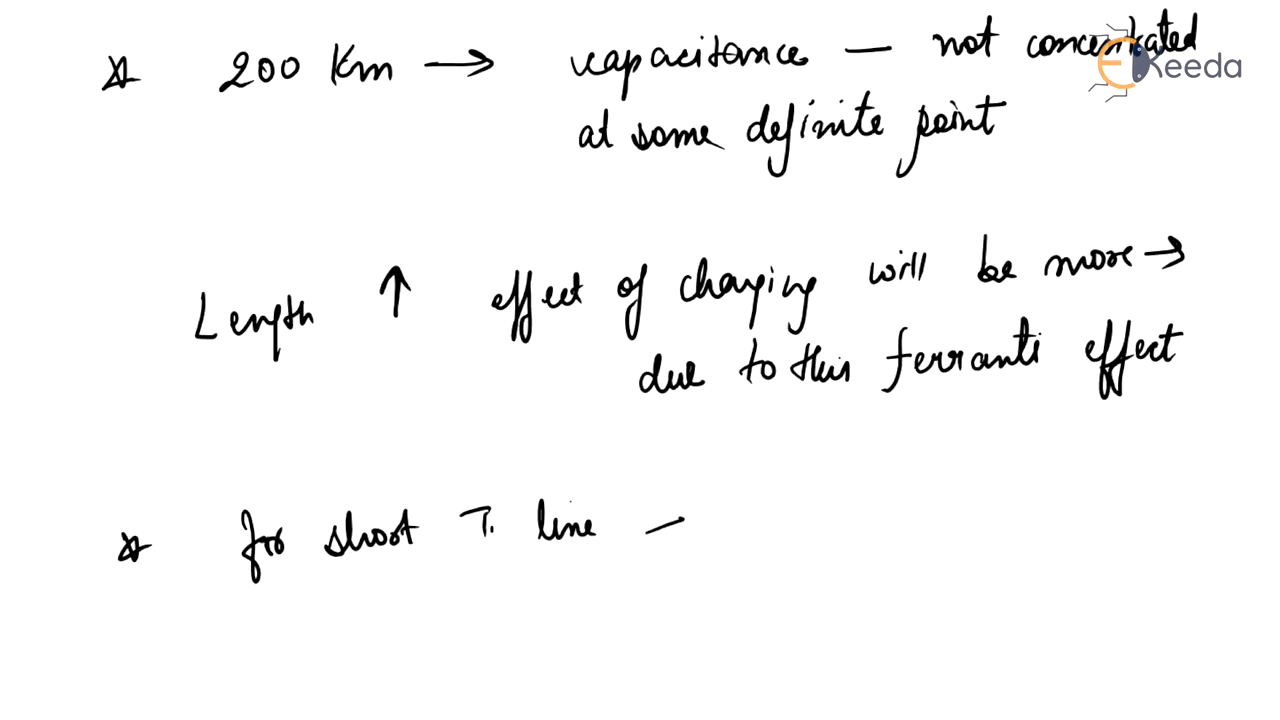 ☆ 200 Km → capacitance — not concentrated
at some definite point
Ekeeda
Length ↑ effect of charging will be more →
due to this ferranti effect
☆ for short T. line —